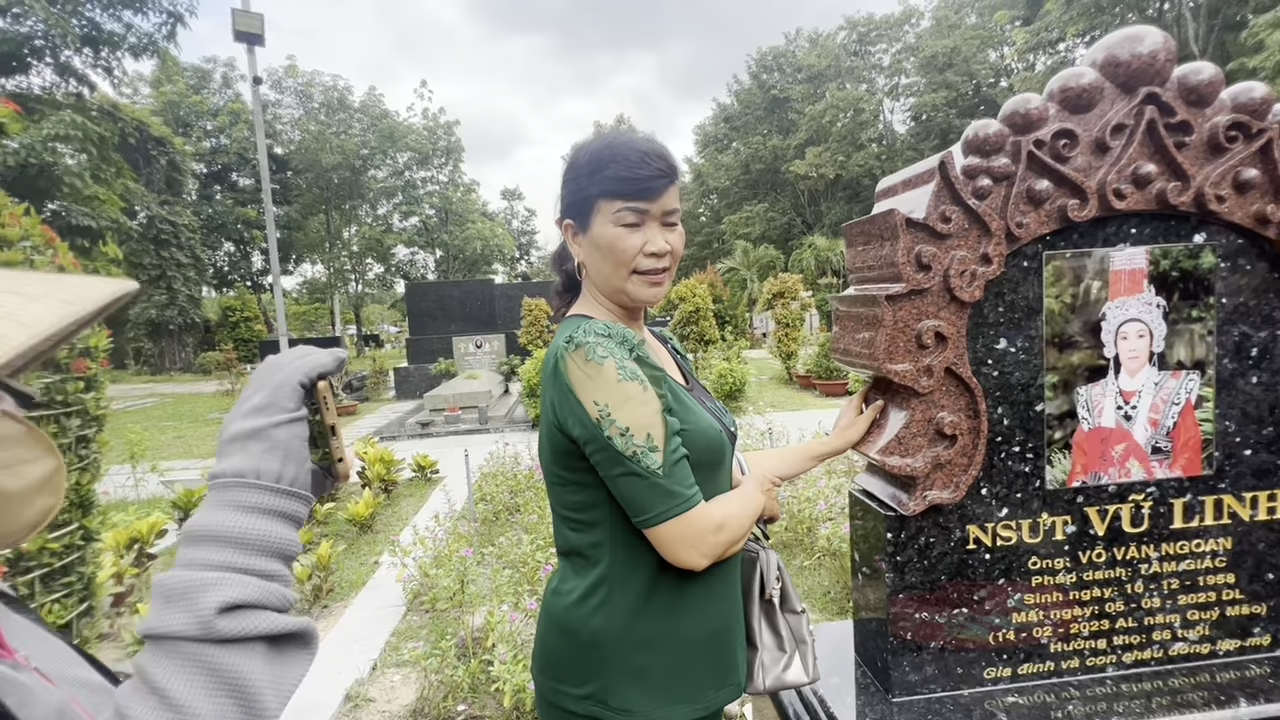 NSƯT VŨ LINH
Ông: VÕ VĂN NGOAN
Pháp danh: TÂM GIÁC
Sinh ngày: 10 - 12 - 1958
Mất ngày: 05 - 03 - 2023 DL
(14 - 02 - 2023 AL năm Quý Mão)
Hưởng thọ: 66 tuổi
Gia đình và con cháu đồng lập mộ